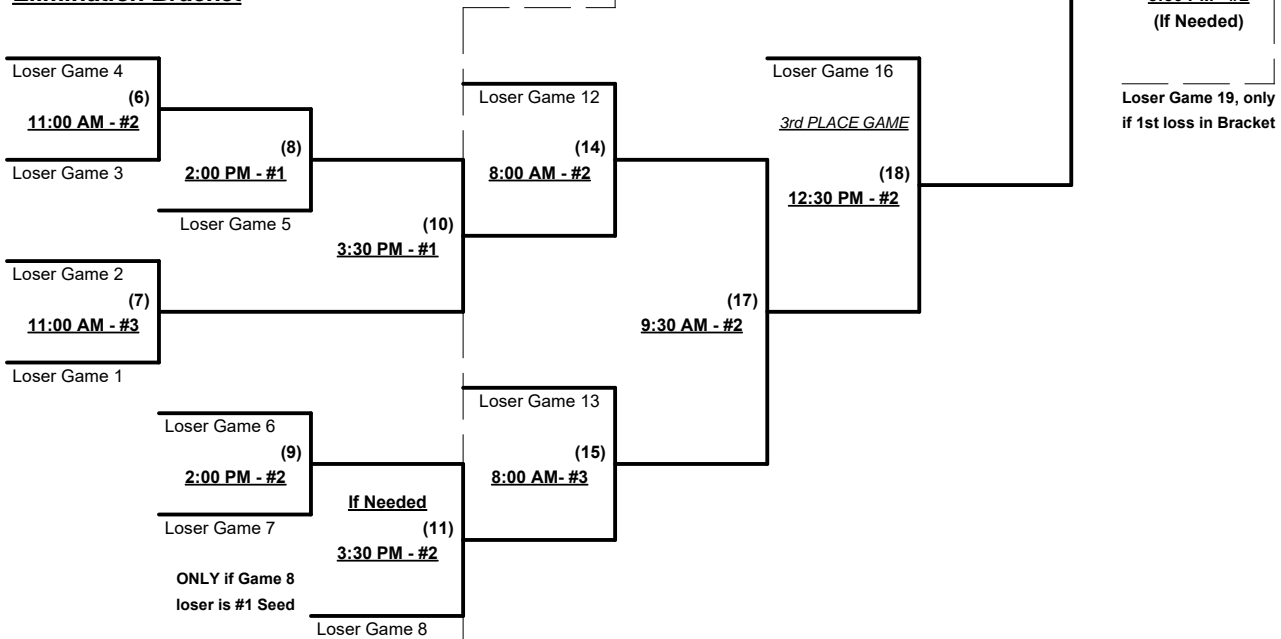 Elimination Bracket
(If Needed)
Loser Game 4
(6)
11:00 AM - #2
Loser Game 3
(8)
2:00 PM - #1
Loser Game 5
Loser Game 2
(7)
11:00 AM - #3
Loser Game 1
(10)
3:30 PM - #1
Loser Game 12
(14)
8:00 AM - #2
Loser Game 16
3rd PLACE GAME
(18)
12:30 PM - #2
Loser Game 19, only
if 1st loss in Bracket
(17)
9:30 AM - #2
Loser Game 6
(9)
2:00 PM - #2
Loser Game 7
If Needed
(11)
3:30 PM - #2
ONLY if Game 8
loser is #1 Seed
Loser Game 8
Loser Game 13
(15)
8:00 AM- #3